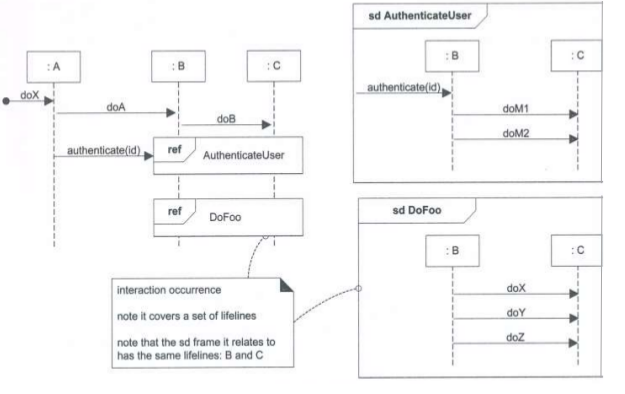 : A
: B
: C
doX
doA
doB
authenticate(id)
ref
AuthenticateUser
ref
DoFoo
interaction occurrence
note it covers a set of lifelines
note that the sd frame it relates to
has the same lifelines: B and C
sd AuthenticateUser
: B
: C
authenticate(id)
doM1
doM2
sd DoFoo
: B
: C
doX
doY
doZ